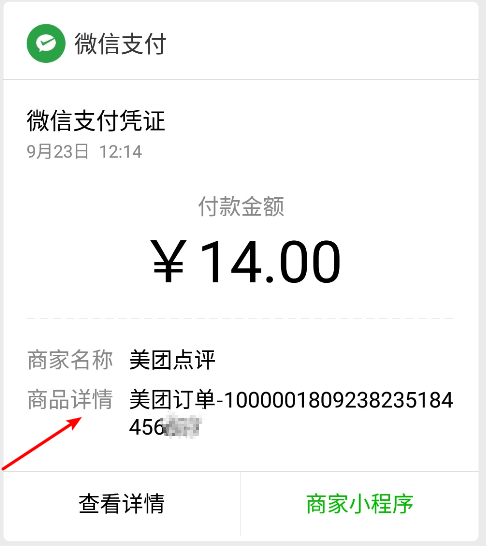 微信支付
微信支付凭证
9月23日 12:14
付款金额
￥14.00
商家名称 美团点评
商品详情 美团订单-1000001809238235184
456
查看详情 商家小程序